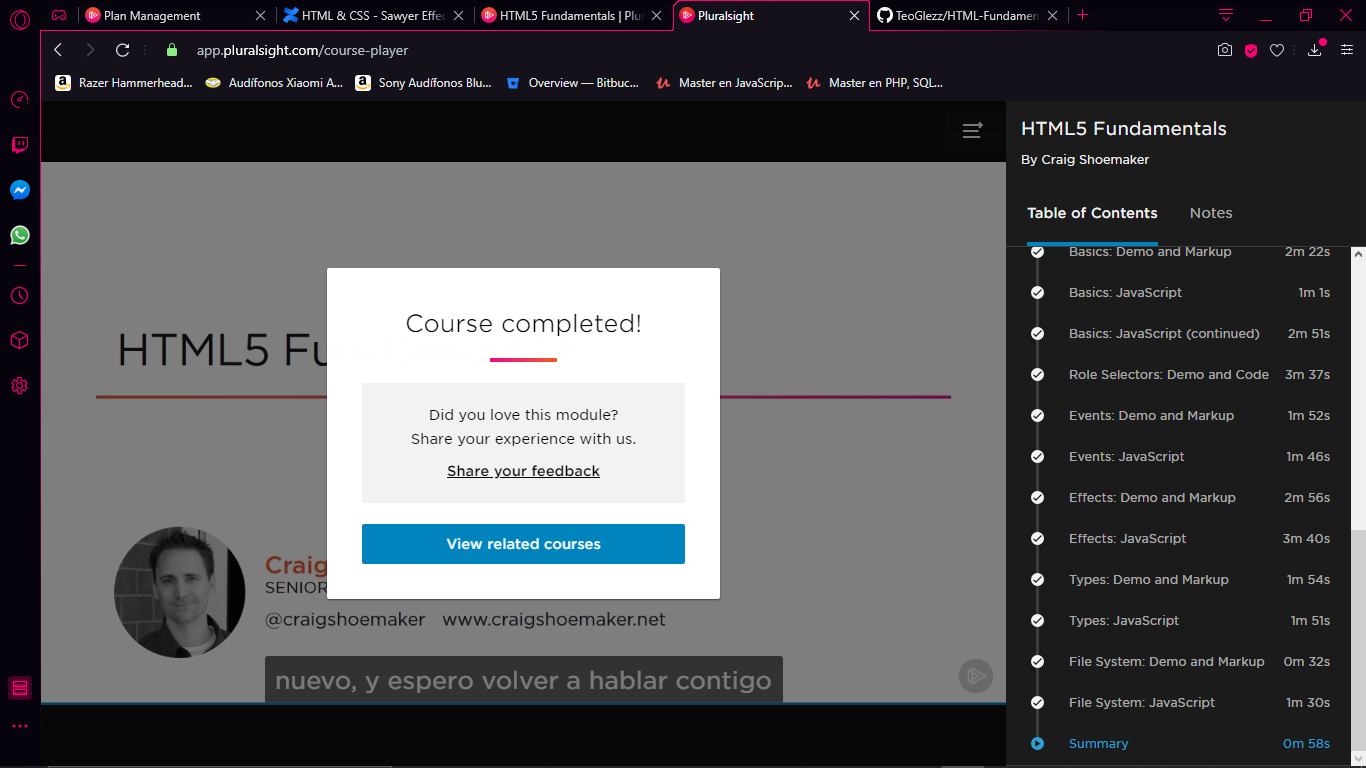 Plan Management
HTML & CSS - Sawyer Effec
HTML5 Fundamentals | Plur
Pluralsight
TeoGlezz/HTML-Fundamen
app.pluralsight.com/course-player
Razer Hammerhead...
Audífonos Xiaomi A...
Sony Audífonos Blu...
Overview — Bitbuc...
Master en JavaScrip...
Master en PHP, SQL...
HTML5 Fu
Craig
SENIOR
@craigshoemaker www.craigshoemaker.net
nuevo, y espero volver a hablar contigo
Course completed!
Did you love this module?
Share your experience with us.
Share your feedback
View related courses
HTML5 Fundamentals
By Craig Shoemaker
Table of Contents Notes
Basics: Demo and Markup 2m 22s
Basics: JavaScript 1m 1s
Basics: JavaScript (continued) 2m 51s
Role Selectors: Demo and Code 3m 37s
Events: Demo and Markup 1m 52s
Events: JavaScript 1m 46s
Effects: Demo and Markup 2m 56s
Effects: JavaScript 3m 40s
Types: Demo and Markup 1m 54s
Types: JavaScript 1m 51s
File System: Demo and Markup 0m 32s
File System: JavaScript 1m 30s
Summary 0m 58s